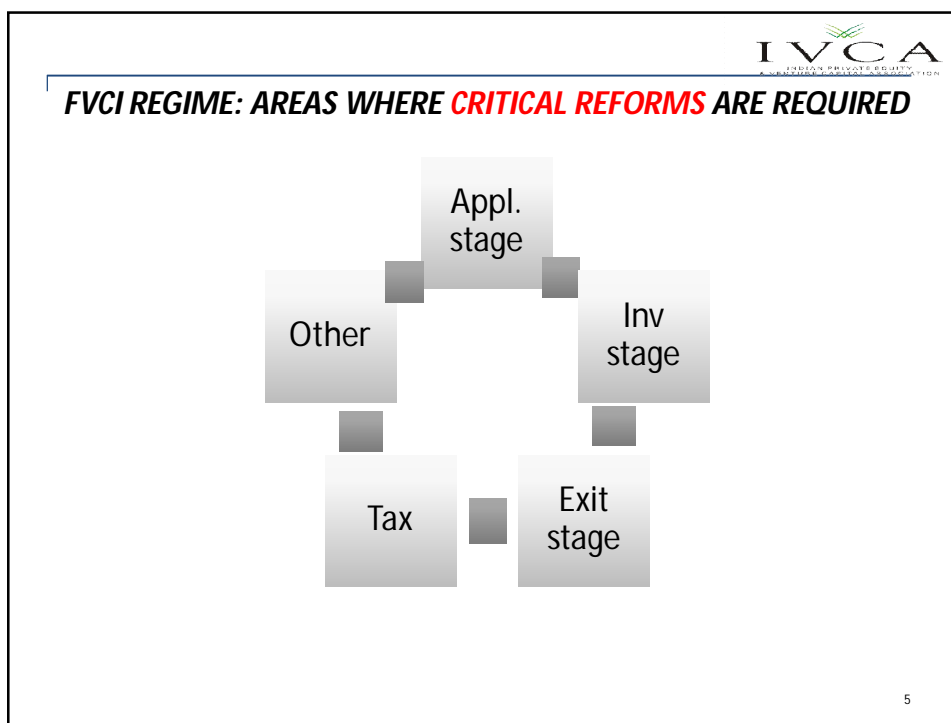 IVCA
INDIAN PRIVATE EQUITY
& VENTURE CAPITAL ASSOCIATION
FVCI REGIME: AREAS WHERE CRITICAL REFORMS ARE REQUIRED
Appl.
stage
Inv
stage
Exit
stage
Tax
Other
5